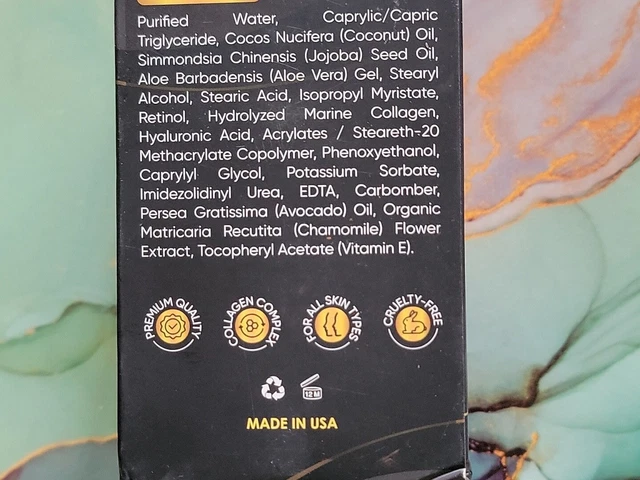 Purified Water, Caprylic/Capric
Triglyceride, Cocos Nucifera (Coconut) Oil,
Simmondsia Chinensis (Jojoba) Seed Oil,
Aloe Barbadensis (Aloe Vera) Gel, Stearyl
Alcohol, Stearic Acid, Isopropyl Myristate,
Retinol, Hydrolyzed Marine Collagen,
Hyaluronic Acid, Acrylates / Steareth-20
Methacrylate Copolymer, Phenoxyethanol,
Caprylyl Glycol, Potassium Sorbate,
Imidezolidinyl Urea, EDTA, Carbomber,
Persea Gratissima (Avocado) Oil, Organic
Matricaria Recutita (Chamomile) Flower
Extract, Tocopheryl Acetate (Vitamin E).
PREMIUM QUALITY
COLLAGEN COMPLEX
FOR ALL SKIN TYPES
CRUELTY-FREE
12 M
MADE IN USA